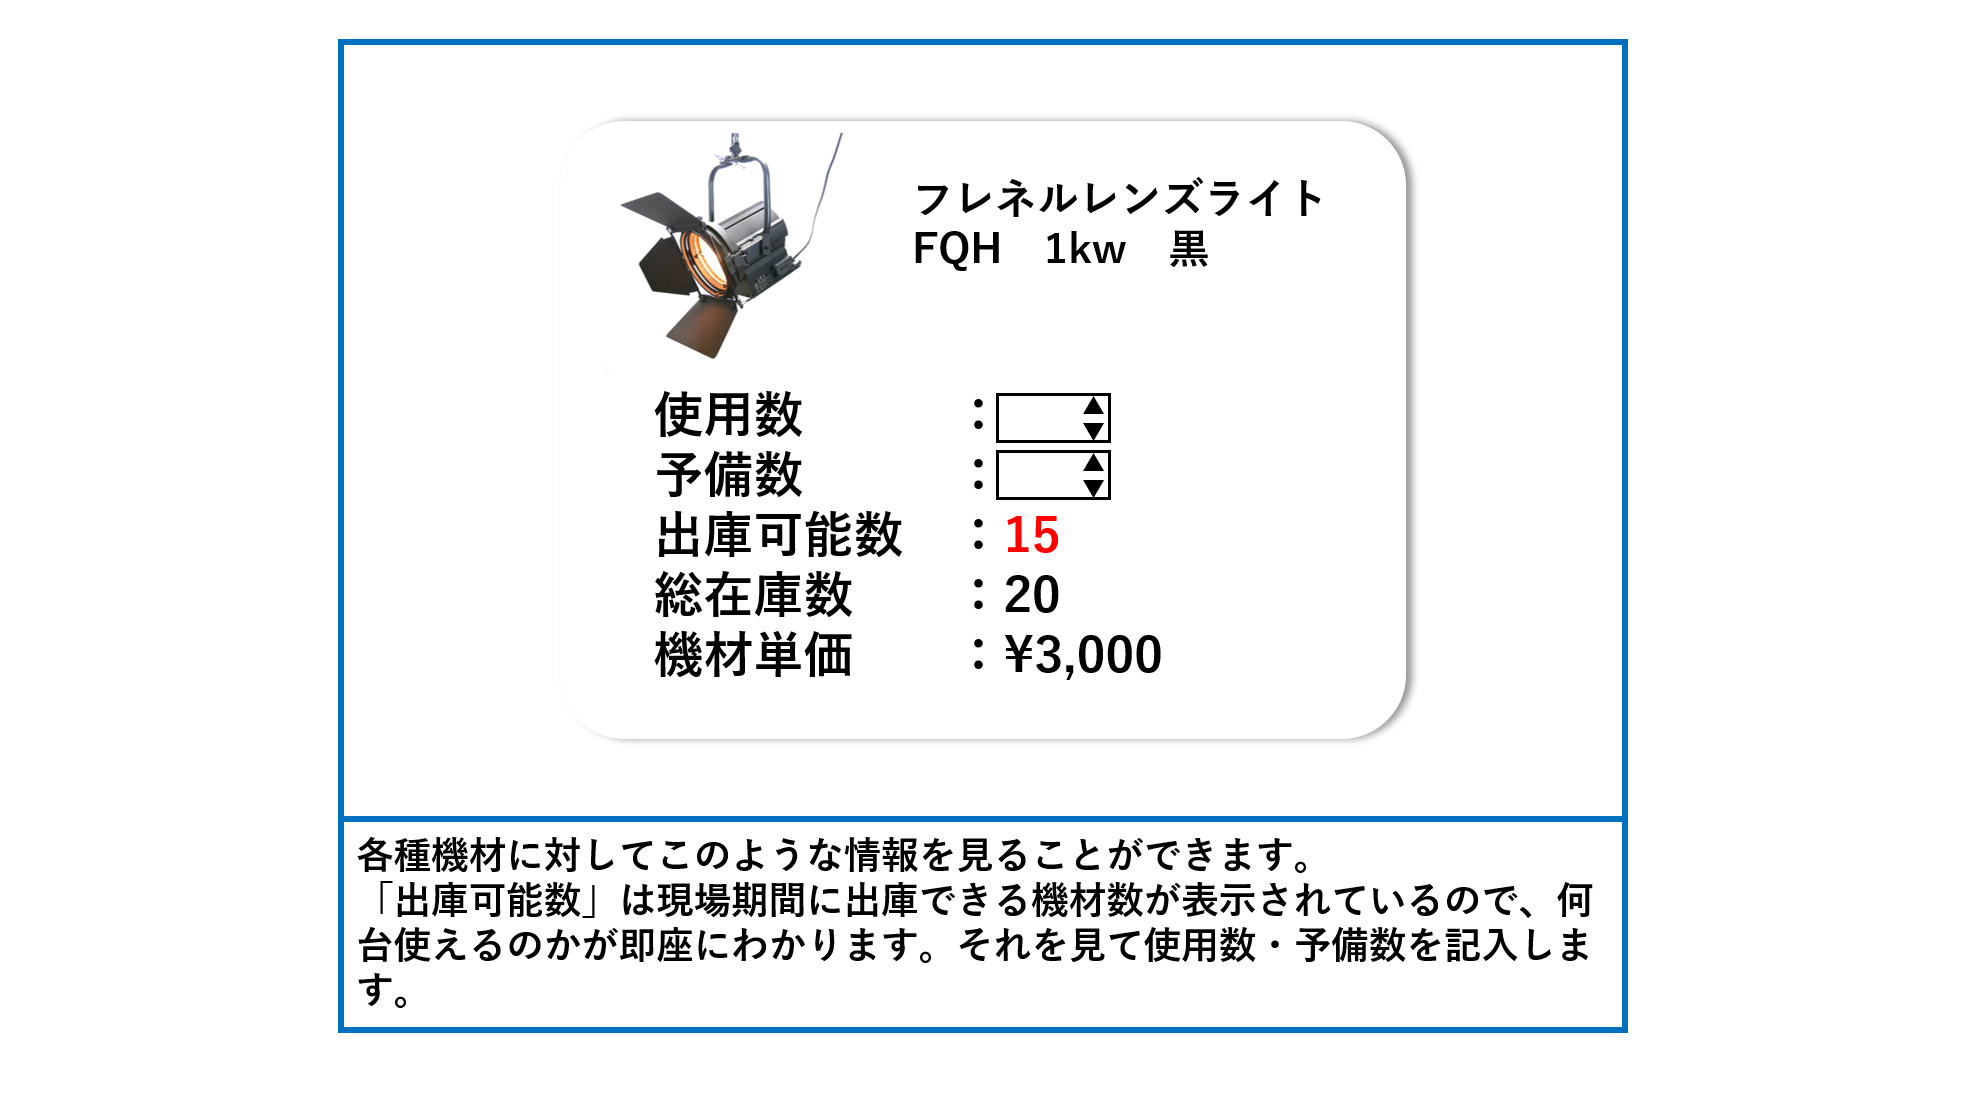 フレネルレンズライト
FQH　1kw　黒
使用数　：
予備数　：
出庫可能数　：15
総在庫数　：20
機材単価　：¥3,000
各種機材に対してこのような情報を見ることができます。
「出庫可能数」は現場期間に出庫できる機材数が表示されているので、何
台使えるのかが即座にわかります。それを見て使用数・予備数を記入しま
す。